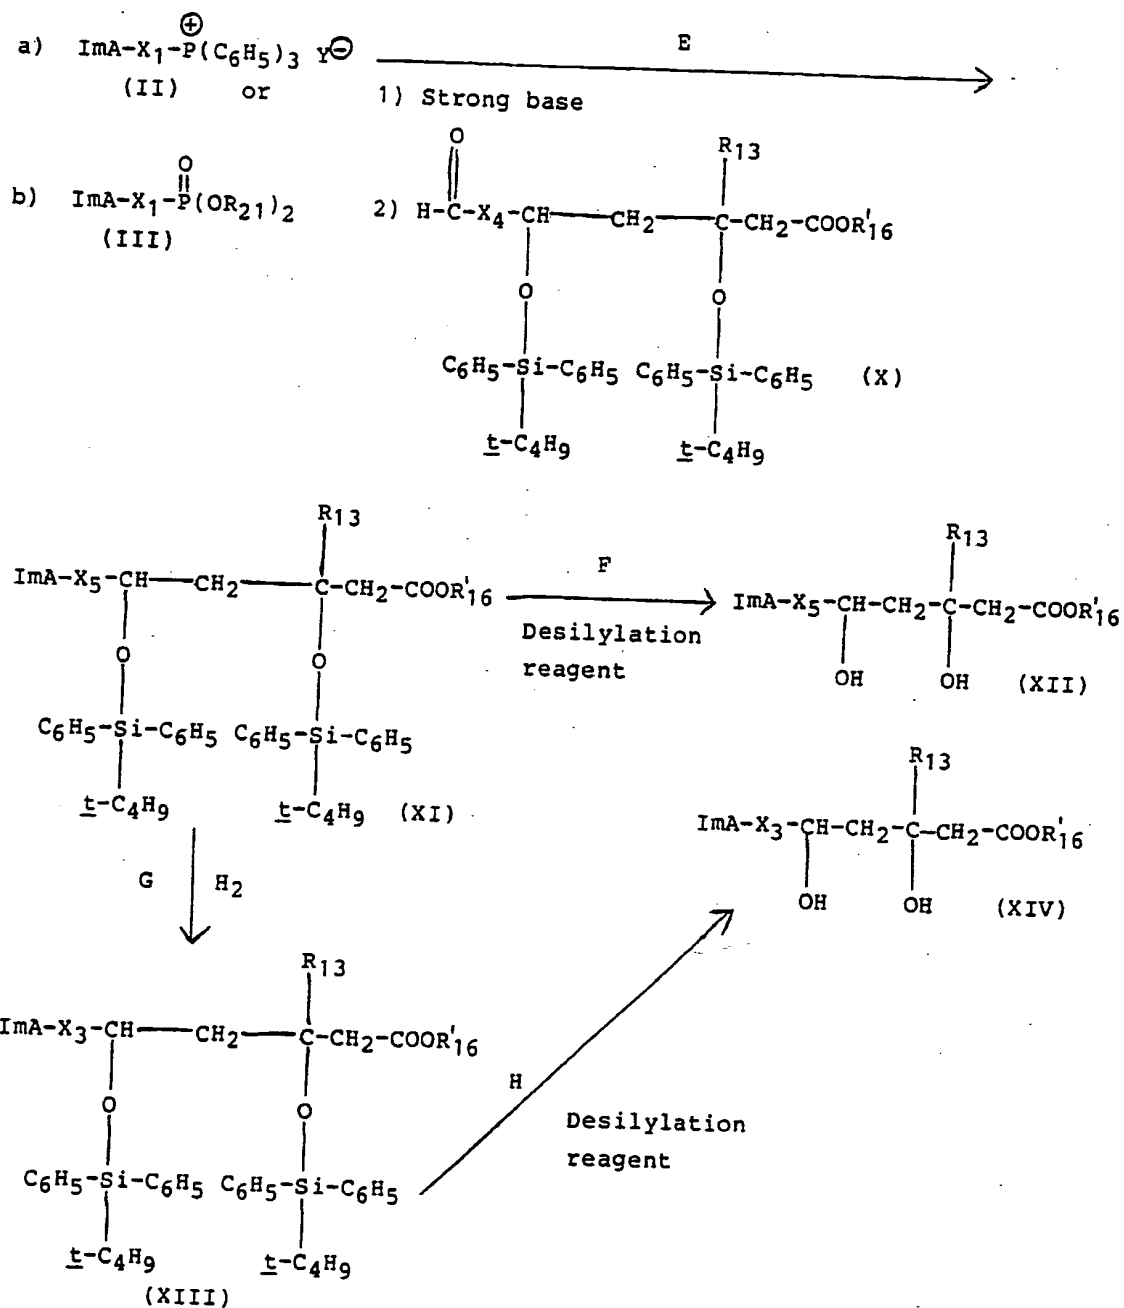 a) ImA-X1-P⊕(C6H5)3 Y⊖
(II) or
E
1) Strong base
b) ImA-X1-P(OR21)2
O
(III)
2) H-C-X4-CH-CH2-C-CH2-COOR'16
O
R13
O O
C6H5-Si-C6H5 C6H5-Si-C6H5 (X)
t-C4H9 t-C4H9
R13
ImA-X5-CH-CH2-C-CH2-COOR'16
O O
C6H5-Si-C6H5 C6H5-Si-C6H5
t-C4H9 t-C4H9 (XI)
F
Desilylation
reagent
R13
ImA-X5-CH-CH2-C-CH2-COOR'16
OH OH (XII)
G H2
R13
ImA-X3-CH-CH2-C-CH2-COOR'16
OH OH (XIV)
R13
ImA-X3-CH-CH2-C-CH2-COOR'16
O O
C6H5-Si-C6H5 C6H5-Si-C6H5
t-C4H9 t-C4H9
(XIII)
H
Desilylation
reagent